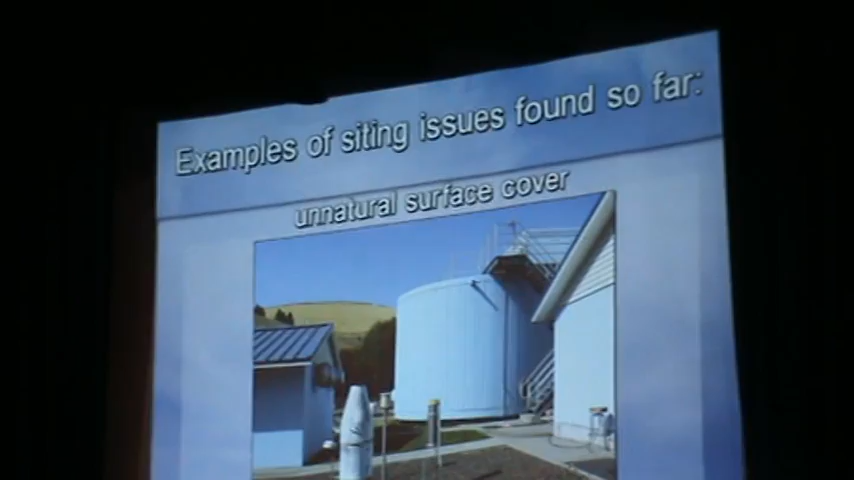 Examples of siting issues found so far:
unnatural surface cover